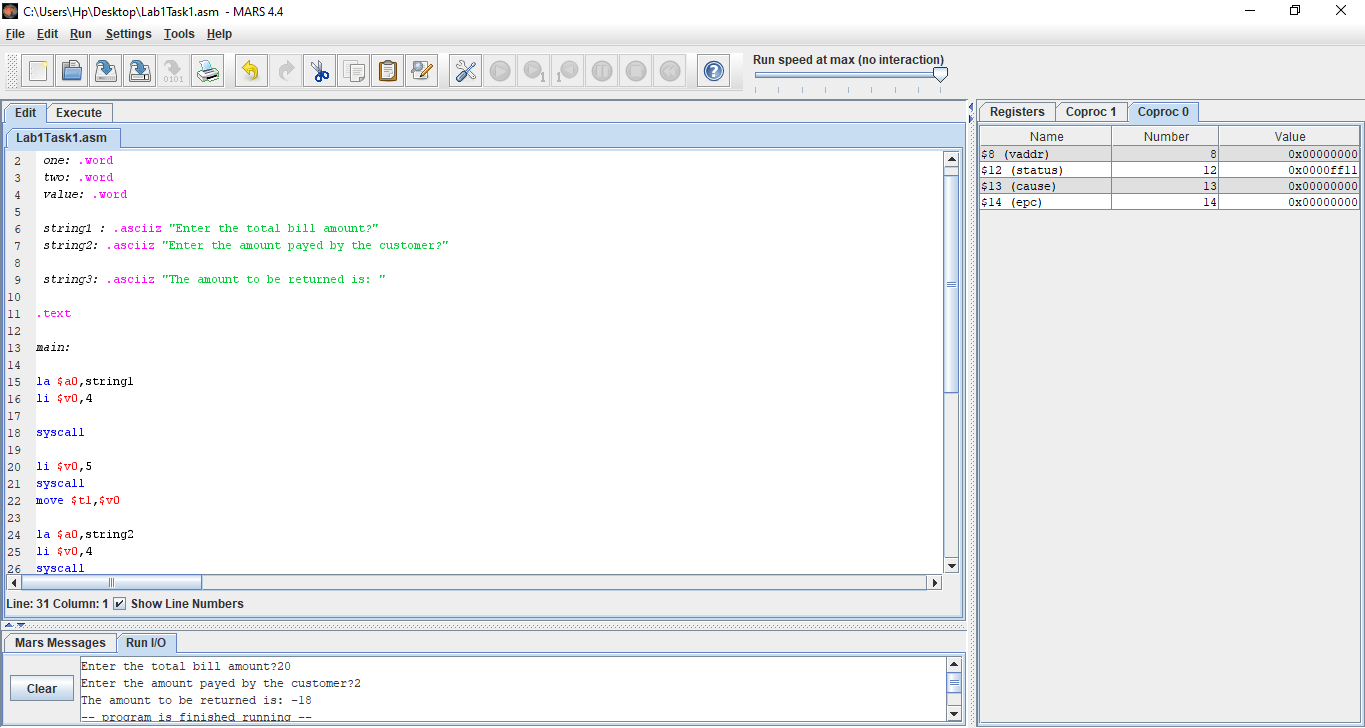 C:\Users\Hp\Desktop\Lab1Task1.asm - MARS 4.4
File Edit Run Settings Tools Help
Run speed at max (no interaction)
Edit Execute
Lab1Task1.asm
2 one: .word
3 two: .word
4 value: .word
5
6 string1 : .asciiz "Enter the total bill amount?"
7 string2: .asciiz "Enter the amount payed by the customer?"
8
9 string3: .asciiz "The amount to be returned is: "
10
11 .text
12
13 main:
14
15 la $a0,string1
16 li $v0,4
17
18 syscall
19
20 li $v0,5
21 syscall
22 move $t1,$v0
23
24 la $a0,string2
25 li $v0,4
26 syscall
Line: 31 Column: 1 Show Line Numbers
Mars Messages Run I/O
Clear
Enter the total bill amount?20
Enter the amount payed by the customer?2
The amount to be returned is: -18
-- program is finished running --
Registers Coproc 1 Coproc 0
Name Number Value
$8 (vaddr) 8 0x00000000
$12 (status) 12 0x0000ff11
$13 (cause) 13 0x00000000
$14 (epc) 14 0x00000000